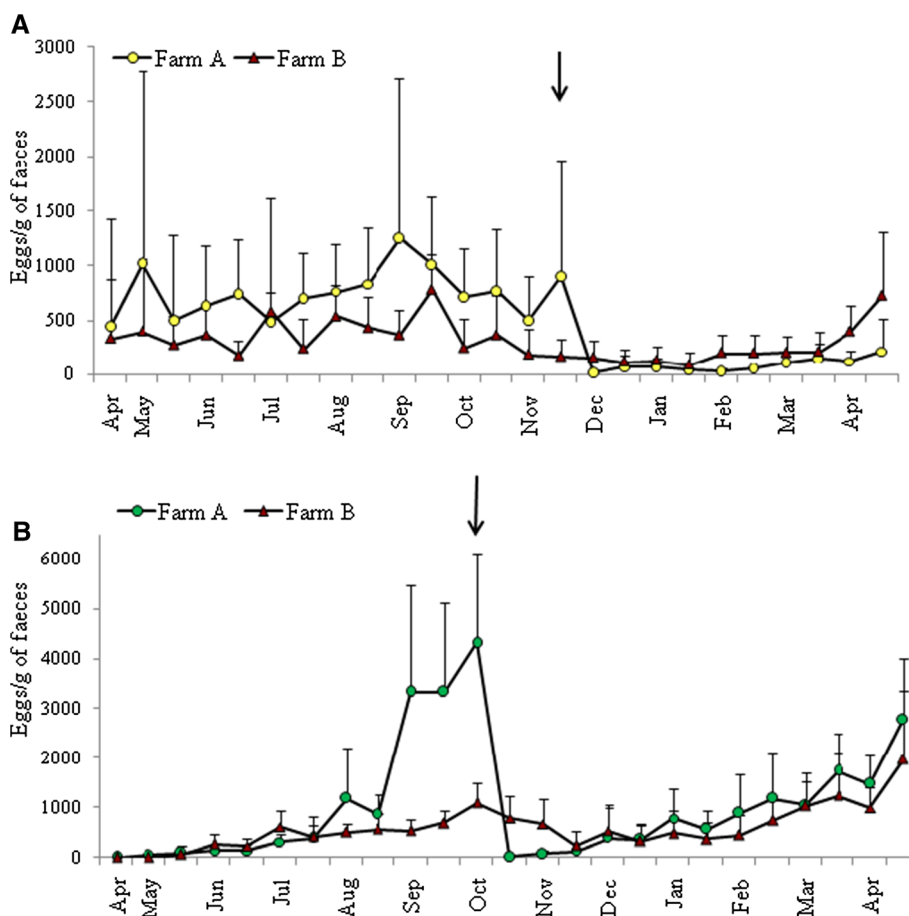 A
3000
2500
2000
1500
1000
500
0
Eggs/g of faeces
Farm A Farm B
Apr May Jun Jul Aug Sep Oct Nov Dec Jan Feb Mar Apr
B
6000
5000
4000
3000
2000
1000
0
Eggs/g of faeces
Farm A Farm B
Apr May Jun Jul Aug Sep Oct Nov Dec Jan Feb Mar Apr